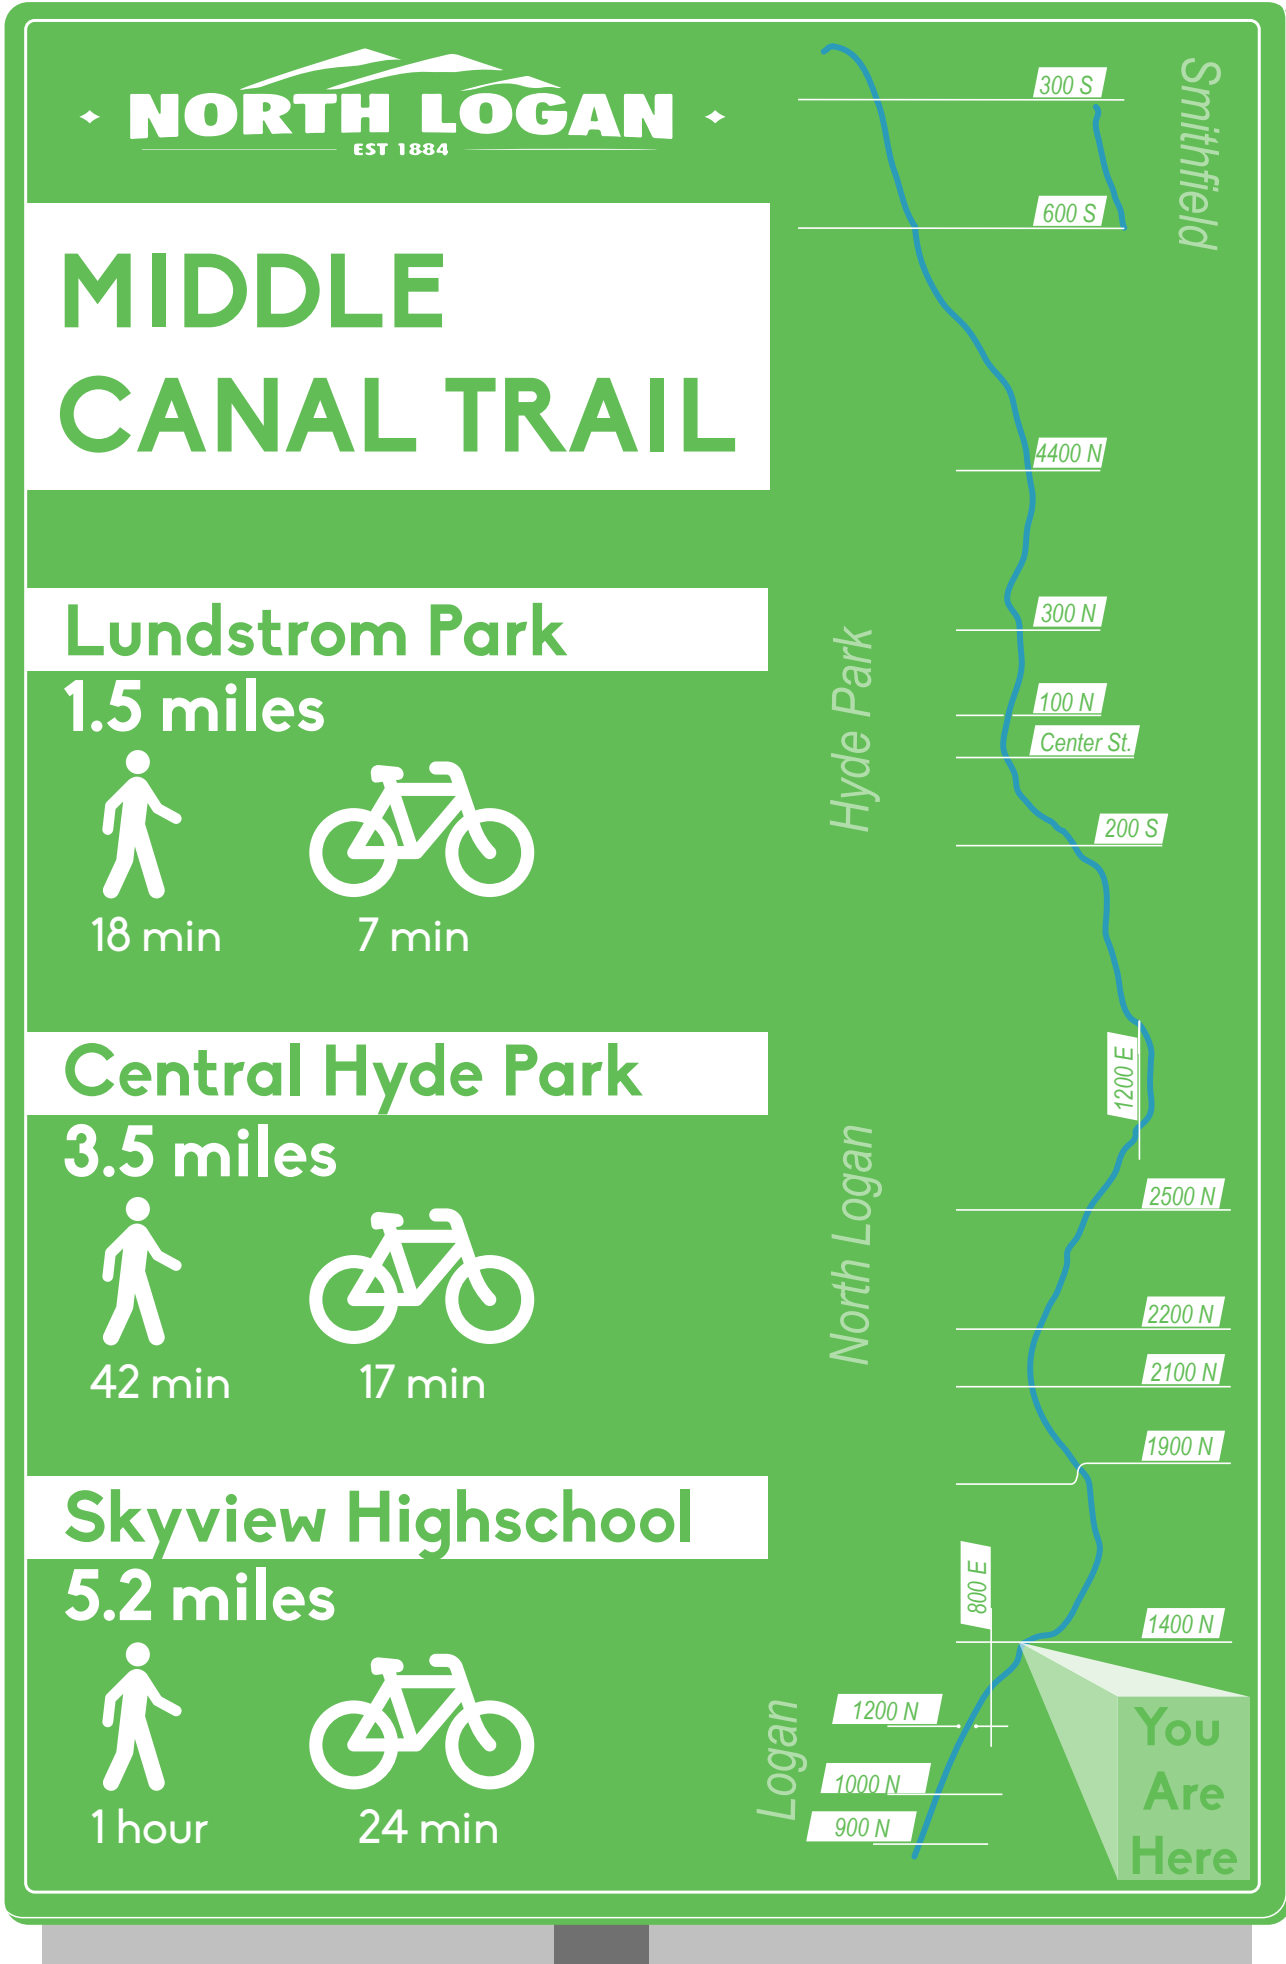 NORTH LOGAN
EST 1884
MIDDLE
CANAL TRAIL
Lundstrom Park
1.5 miles
18 min
7 min
Central Hyde Park
3.5 miles
42 min
17 min
Skyview Highschool
5.2 miles
1 hour
24 min
Smithfield
300 S
600 S
4400 N
Hyde Park
300 N
100 N
Center St.
200 S
1200 E
North Logan
2500 N
2200 N
2100 N
1900 N
800 E
1400 N
Logan
1200 N
1000 N
900 N
You
Are
Here